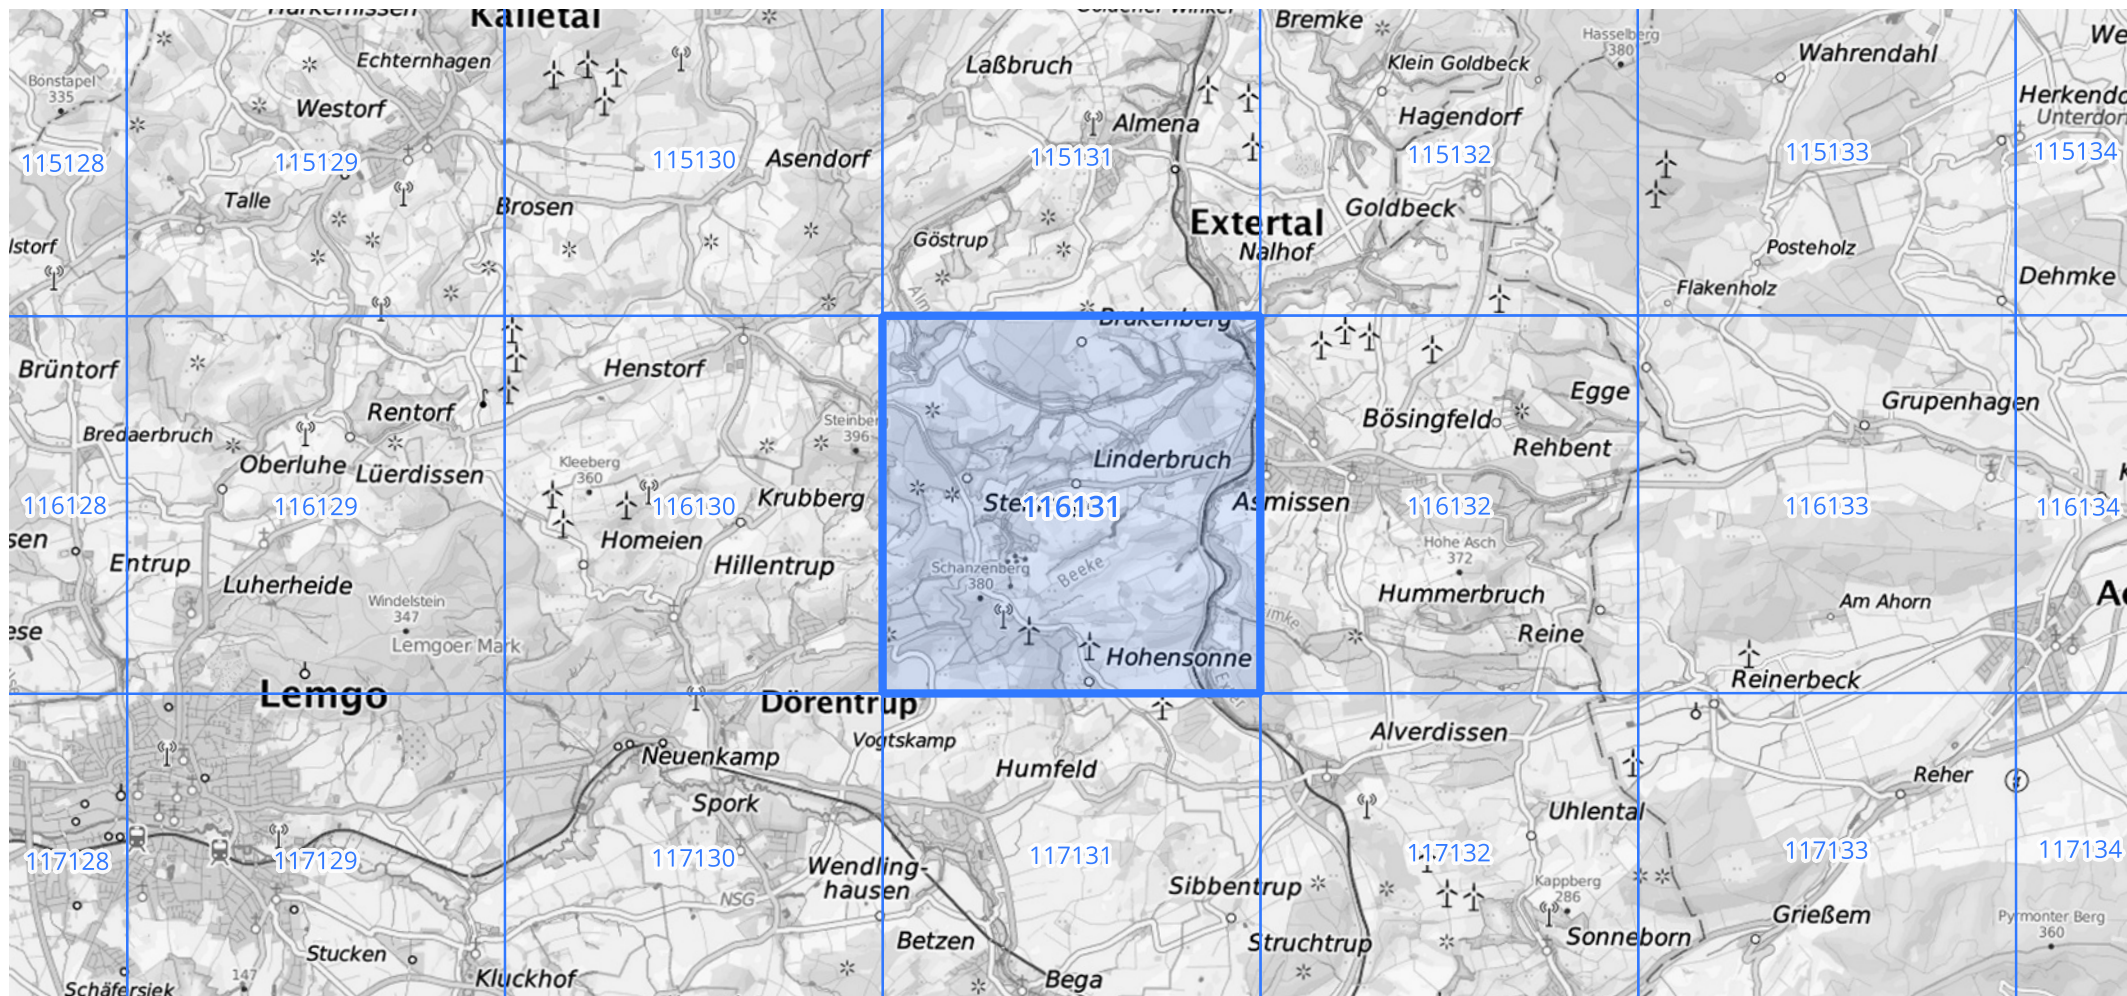 Kalletal
Bremke
Hasselberg
380
Wahrendahl
Echternhagen
Laßbruch
Klein Goldbeck
Bonstapel
335
Westorf
Almena
Hagendorf
115128
115129
115130
Asendorf
115131
115132
115133
115134
Talle
Brosen
Extertal
Goldbeck
Göstrup
Nalhof
Posteholz
Flakenholz
Dehmke
Brakenberg
Brüntorf
Henstorf
Egge
Rentorf
Bösingfeld
Grupenhagen
Bredaerbruch
Steinberg
396
Rehbent
Oberluhe
Lüerdissen
Kleeberg
360
Linderbruch
Krubberg
116128
116129
116130
116131
Asmissen
116132
116133
116134
Homeien
Hohe Asch
372
Entrup
Hillentrup
Schanzenberg
380
Beeke
Luherheide
Hummerbruch
Windelstein
347
Am Ahorn
Lemgoer Mark
Reine
Hohensonne
Reinerbeck
Lemgo
Dörentrup
Vogtskamp
Alverdissen
Neuenkamp
Humfeld
Reher
Spork
Uhlental
117128
117129
117130
Wendling-
hausen
117131
117132
117133
117134
Sibbentrup
Kappberg
286
NSG
Grießem
Pyrmonter Berg
360
Betzen
Struchtrup
Sonneborn
Stucken
147
Kluckhof
Bega
Schäfersiek